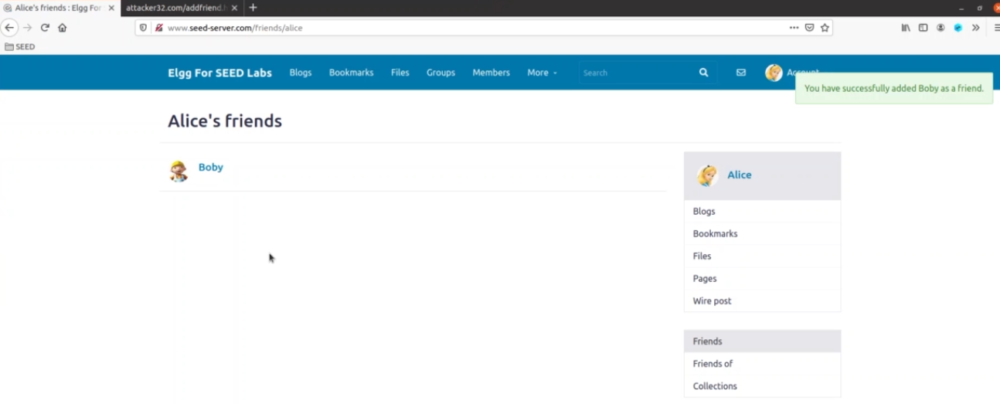 Alice's friends : Elgg For
attacker32.com/addfriend.
www.seed-server.com/friends/alice
SEED
Elgg For SEED Labs Blogs Bookmarks Files Groups Members More Search
You have successfully added Boby as a friend.
Alice's friends
Boby
Alice
Blogs
Bookmarks
Files
Pages
Wire post
Friends
Friends of
Collections